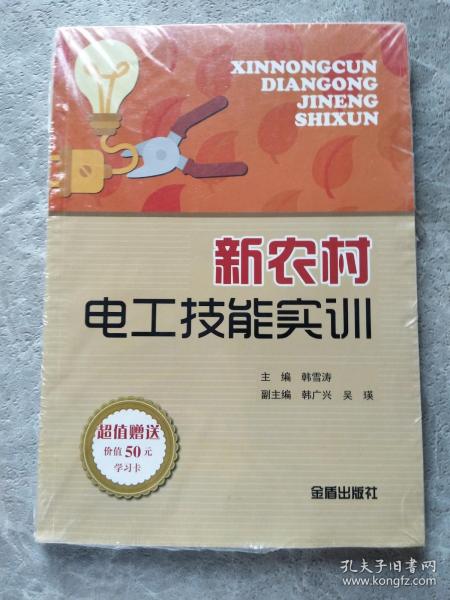 XINNONGCUN
DIANGONG
JINENG
SHIXUN
新农村
电工技能实训
主 编 韩雪涛
副主编 韩广兴 吴 瑛
超值赠送
价值 50 元
学习卡
金盾出版社
孔夫子旧书网
www.kongfz.com